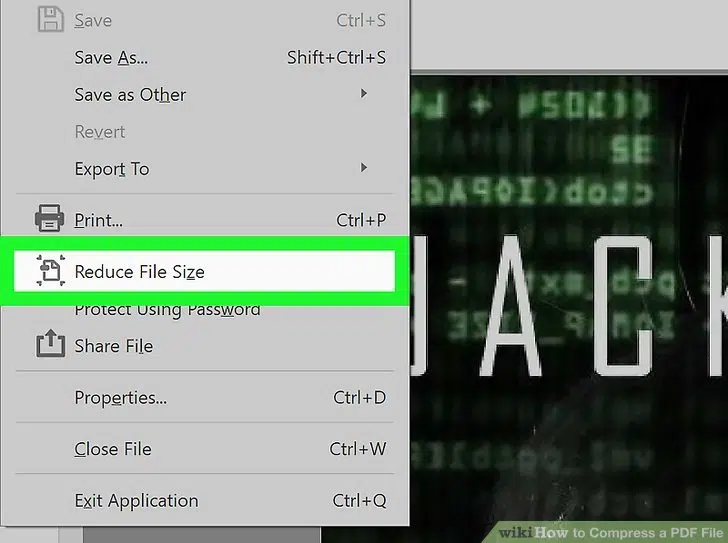 Save Ctrl+S
Save As... Shift+Ctrl+S
Save as Other
Revert
Export To
Print... Ctrl+P
Reduce File Size
Protect Using Password
Share File
Properties... Ctrl+D
Close File Ctrl+W
Exit Application Ctrl+Q
JACK
wikiHow to Compress a PDF File